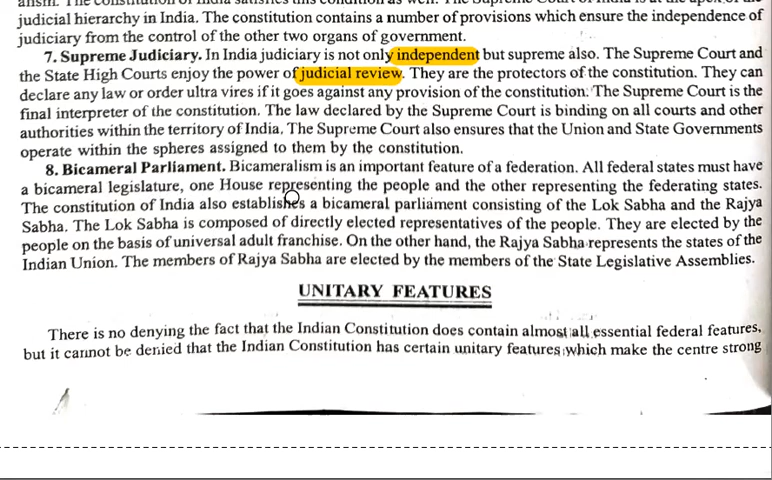 judicial hierarchy in India. The constitution contains a number of provisions which ensure the independence of
judiciary from the control of the other two organs of government.
7. Supreme Judiciary. In India judiciary is not only independent but supreme also. The Supreme Court and
the State High Courts enjoy the power of judicial review. They are the protectors of the constitution. They can
declare any law or order ultra vires if it goes against any provision of the constitution. The Supreme Court is the
final interpreter of the constitution. The law declared by the Supreme Court is binding on all courts and other
authorities within the territory of India. The Supreme Court also ensures that the Union and State Governments
operate within the spheres assigned to them by the constitution.
8. Bicameral Parliament. Bicameralism is an important feature of a federation. All federal states must have
a bicameral legislature, one House representing the people and the other representing the federating states.
The constitution of India also establishes a bicameral parliament consisting of the Lok Sabha and the Rajya
Sabha. The Lok Sabha is composed of directly elected representatives of the people. They are elected by the
people on the basis of universal adult franchise. On the other hand, the Rajya Sabha represents the states of the
Indian Union. The members of Rajya Sabha are elected by the members of the State Legislative Assemblies.
UNITARY FEATURES
There is no denying the fact that the Indian Constitution does contain almost all essential federal features,
but it cannot be denied that the Indian Constitution has certain unitary features which make the centre strong